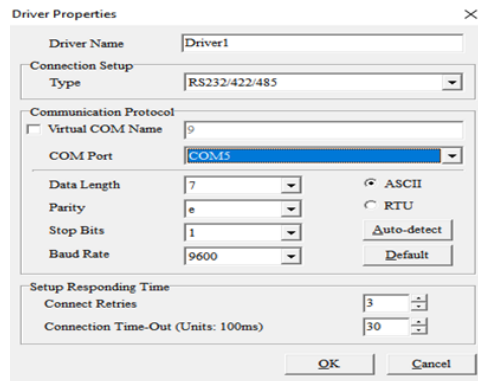 Driver Properties
Driver Name Driver1
Connection Setup
Type RS232/422/485
Communication Protocol
Virtual COM Name 9
COM Port COM5
Data Length 7 ASCII
Parity e RTU
Stop Bits 1 Auto-detect
Baud Rate 9600 Default
Setup Responding Time
Connect Retries 3
Connection Time-Out (Units: 100ms) 30
OK Cancel